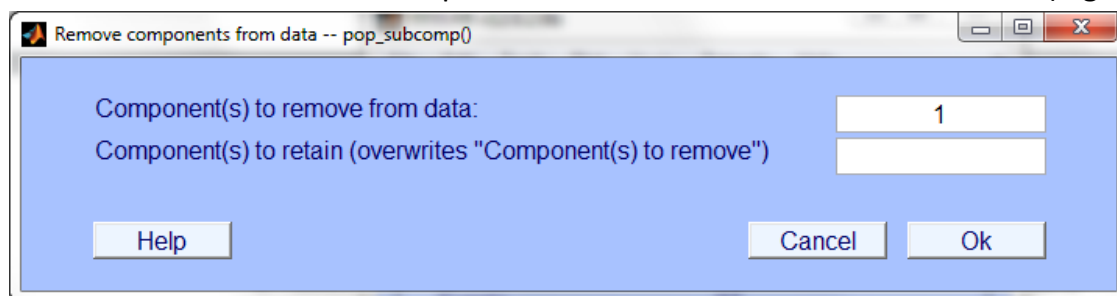 Remove components from data -- pop_subcomp()
Component(s) to remove from data:
1
Component(s) to retain (overwrites "Component(s) to remove")
Help
Cancel
Ok